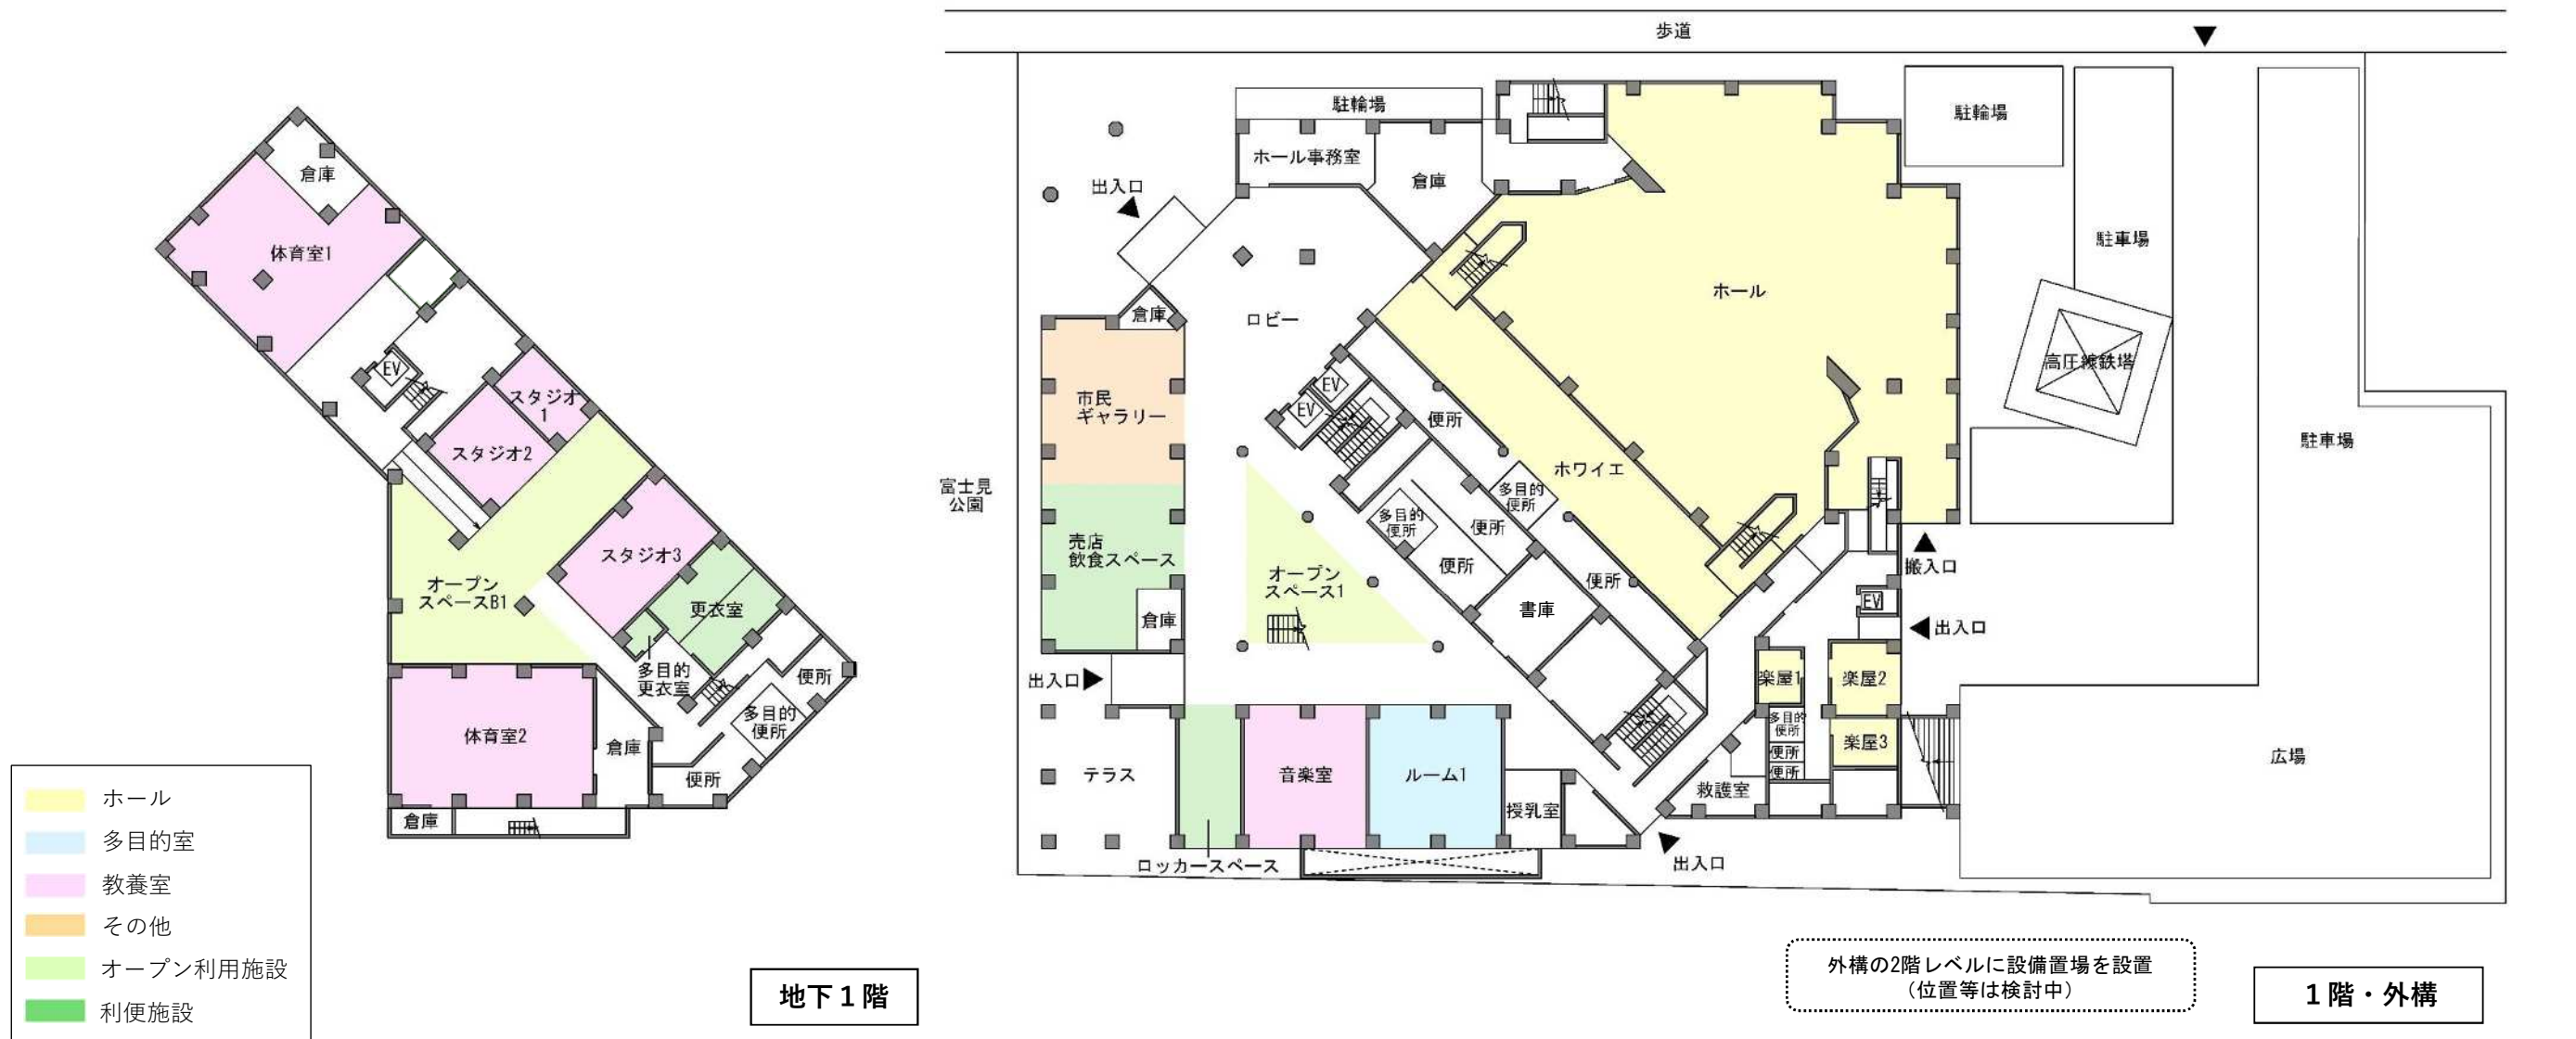 倉庫
体育室1
EV
スタジオ
1
スタジオ2
スタジオ3
オープン
スペースB1
更衣室
多目的
更衣室
便所
多目的
便所
体育室2
倉庫
便所
倉庫
ホール
多目的室
教養室
その他
オープン利用施設
利便施設
地下１階
歩道
駐輪場
駐輪場
ホール事務室
倉庫
出入口
駐車場
ホール
倉庫
ロビー
高圧線鉄塔
EV
EV
市民
ギャラリー
便所
駐車場
ホワイエ
富士見
公園
多目的
便所
多目的
便所
便所
売店
飲食スペース
便所
搬入口
オープン
スペース1
便所
EV
書庫
倉庫
出入口
出入口
楽屋1
楽屋2
多目的
便所
便所
便所
楽屋3
広場
テラス
音楽室
ルーム1
救護室
授乳室
ロッカースペース
出入口
外構の2階レベルに設備置場を設置
（位置等は検討中）
１階・外構